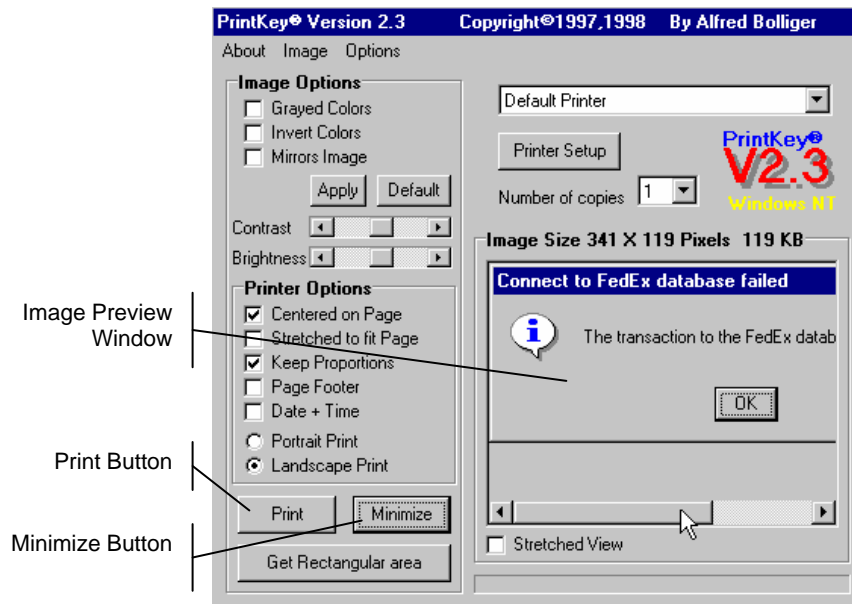 PrintKey® Version 2.3 Copyright©1997,1998 By Alfred Bolliger
About Image Options
Image Options
Grayed Colors
Invert Colors
Mirrors Image
Apply Default
Contrast
Brightness
Printer Options
Centered on Page
Stretched to fit Page
Keep Proportions
Page Footer
Date + Time
Portrait Print
Landscape Print
Print Minimize
Get Rectangular area
Default Printer
Printer Setup
Number of copies 1
PrintKey®
V2.3
Windows NT
Image Size 341 X 119 Pixels 119 KB
Connect to FedEx database failed
The transaction to the FedEx datab
OK
Stretched View
Image Preview
Window
Print Button
Minimize Button